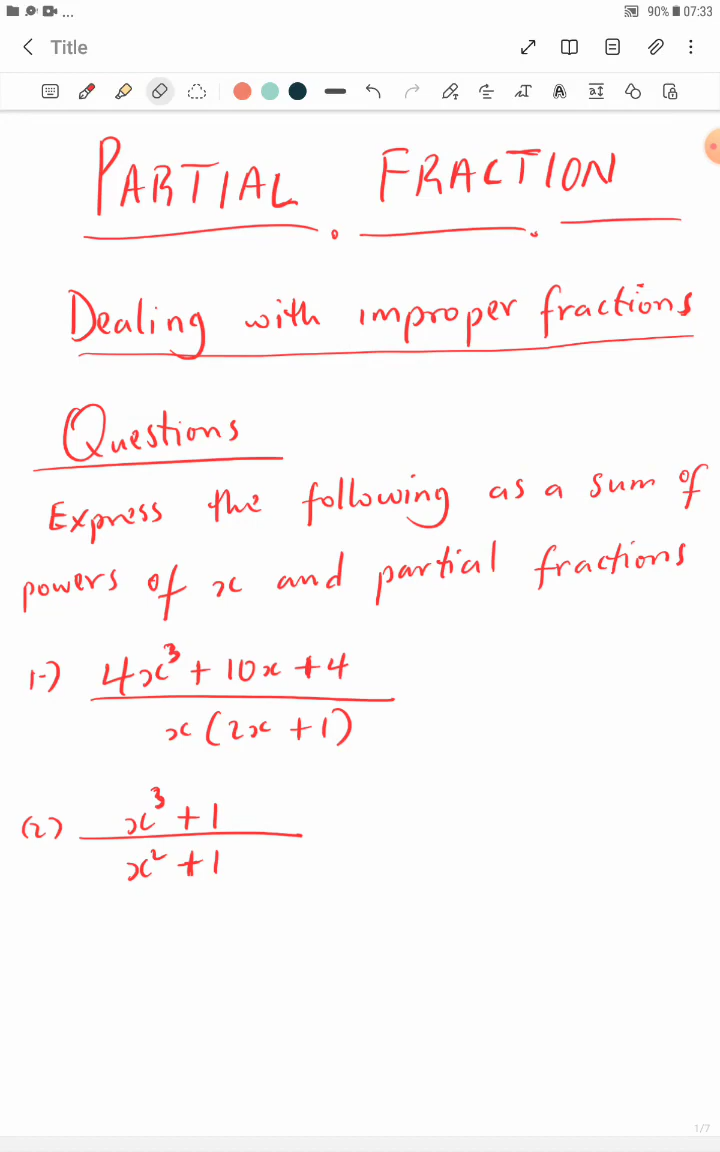 ... 90% 07:33
Title
PARTIAL FRACTION
Dealing with improper fractions
Questions
Express the following as a sum of
powers of x and partial fractions
1-) 4x³ + 10x + 4
x(2x + 1)
(2) x³ + 1
x² + 1
1/7